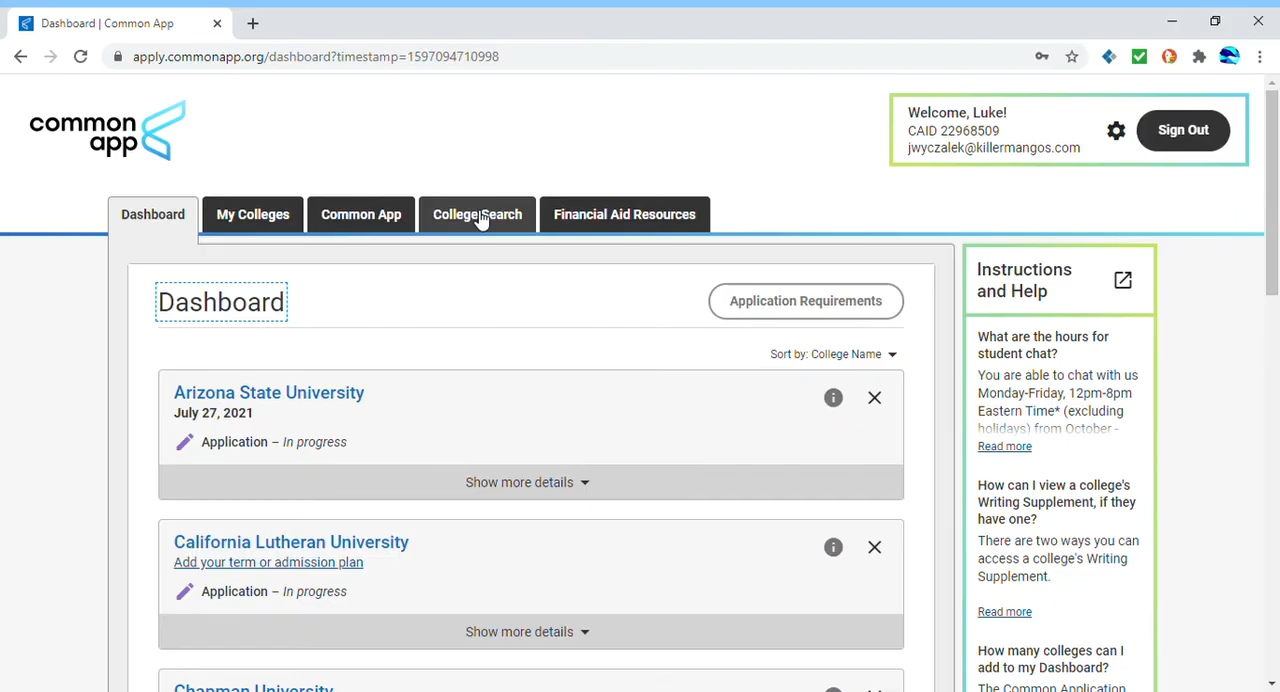 Dashboard | Common App
apply.commonapp.org/dashboard?timestamp=1597094710998
common
app
Welcome, Luke!
CAID 22968509
jwyczalek@killermangos.com
Sign Out
Dashboard
My Colleges
Common App
College Search
Financial Aid Resources
Dashboard
Application Requirements
Sort by: College Name
Arizona State University
July 27, 2021
Application – In progress
Show more details
California Lutheran University
Add your term or admission plan
Application – In progress
Show more details
Chapman University
Instructions
and Help
What are the hours for
student chat?
You are able to chat with us
Monday-Friday, 12pm-8pm
Eastern Time* (excluding
holidays) from October -
Read more
How can I view a college's
Writing Supplement, if they
have one?
There are two ways you can
access a college's Writing
Supplement.
Read more
How many colleges can I
add to my Dashboard?
The Common Application